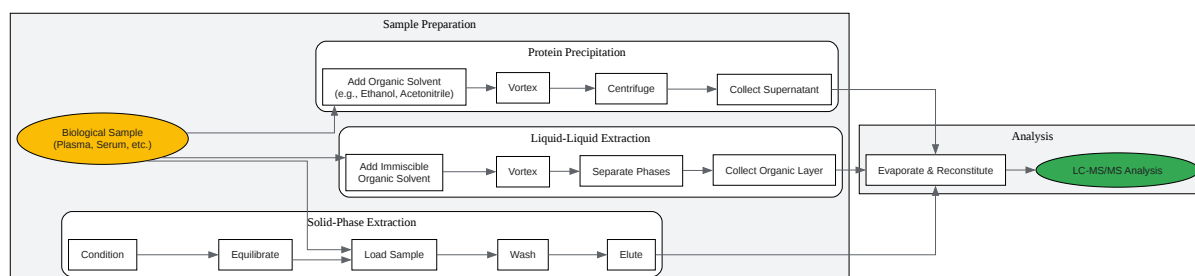 Sample Preparation
Protein Precipitation
Add Organic Solvent
(e.g., Ethanol, Acetonitrile)
Vortex
Centrifuge
Collect Supernatant
Biological Sample
(Plasma, Serum, etc.)
Liquid-Liquid Extraction
Add Immiscible
Organic Solvent
Vortex
Separate Phases
Collect Organic Layer
Analysis
Evaporate & Reconstitute
LC-MS/MS Analysis
Solid-Phase Extraction
Condition
Equilibrate
Load Sample
Wash
Elute